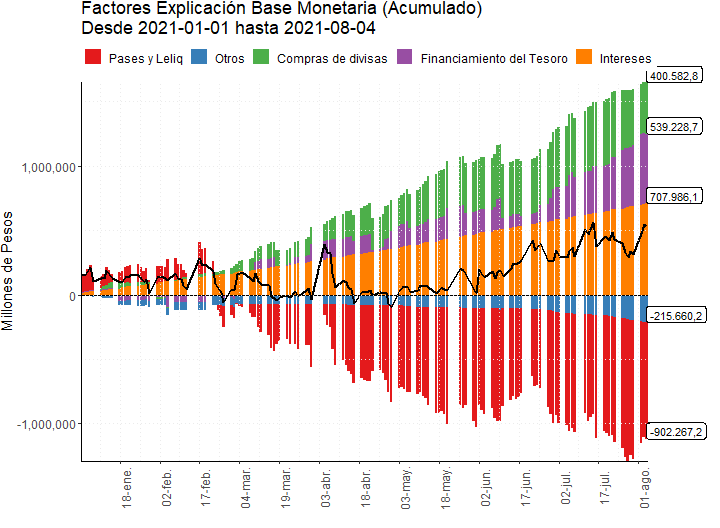 Factores Explicación Base Monetaria (Acumulado)
Desde 2021-01-01 hasta 2021-08-04
Pases y Leliq Otros Compras de divisas Financiamiento del Tesoro Intereses
400.582,8
539.228,7
1,000,000
707.986,1
Millones de Pesos
0
-215.660,2
-1,000,000
-902.267,2
18-ene. 02-feb. 17-feb. 04-mar. 19-mar. 03-abr. 18-abr. 03-may. 18-may. 02-jun. 17-jun. 02-jul. 17-jul. 01-ago.